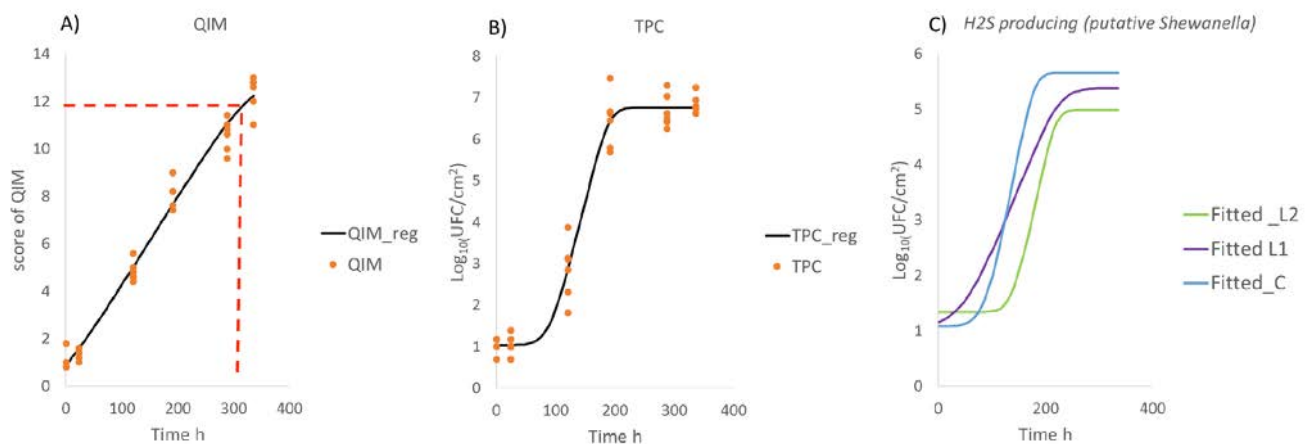 A)
QIM
14
12
10
8
6
4
2
0
score of QIM
0 100 200 300 400
Time h
QIM_reg
QIM
B)
TPC
8
7
6
5
4
3
2
1
0
Log10(UFC/cm²)
0 100 200 300 400
Time h
TPC_reg
TPC
C)
H2S producing (putative Shewanella)
6
5
4
3
2
1
0
Log10(UFC/cm²)
0 200 400
Time h
Fitted _L2
Fitted L1
Fitted_C